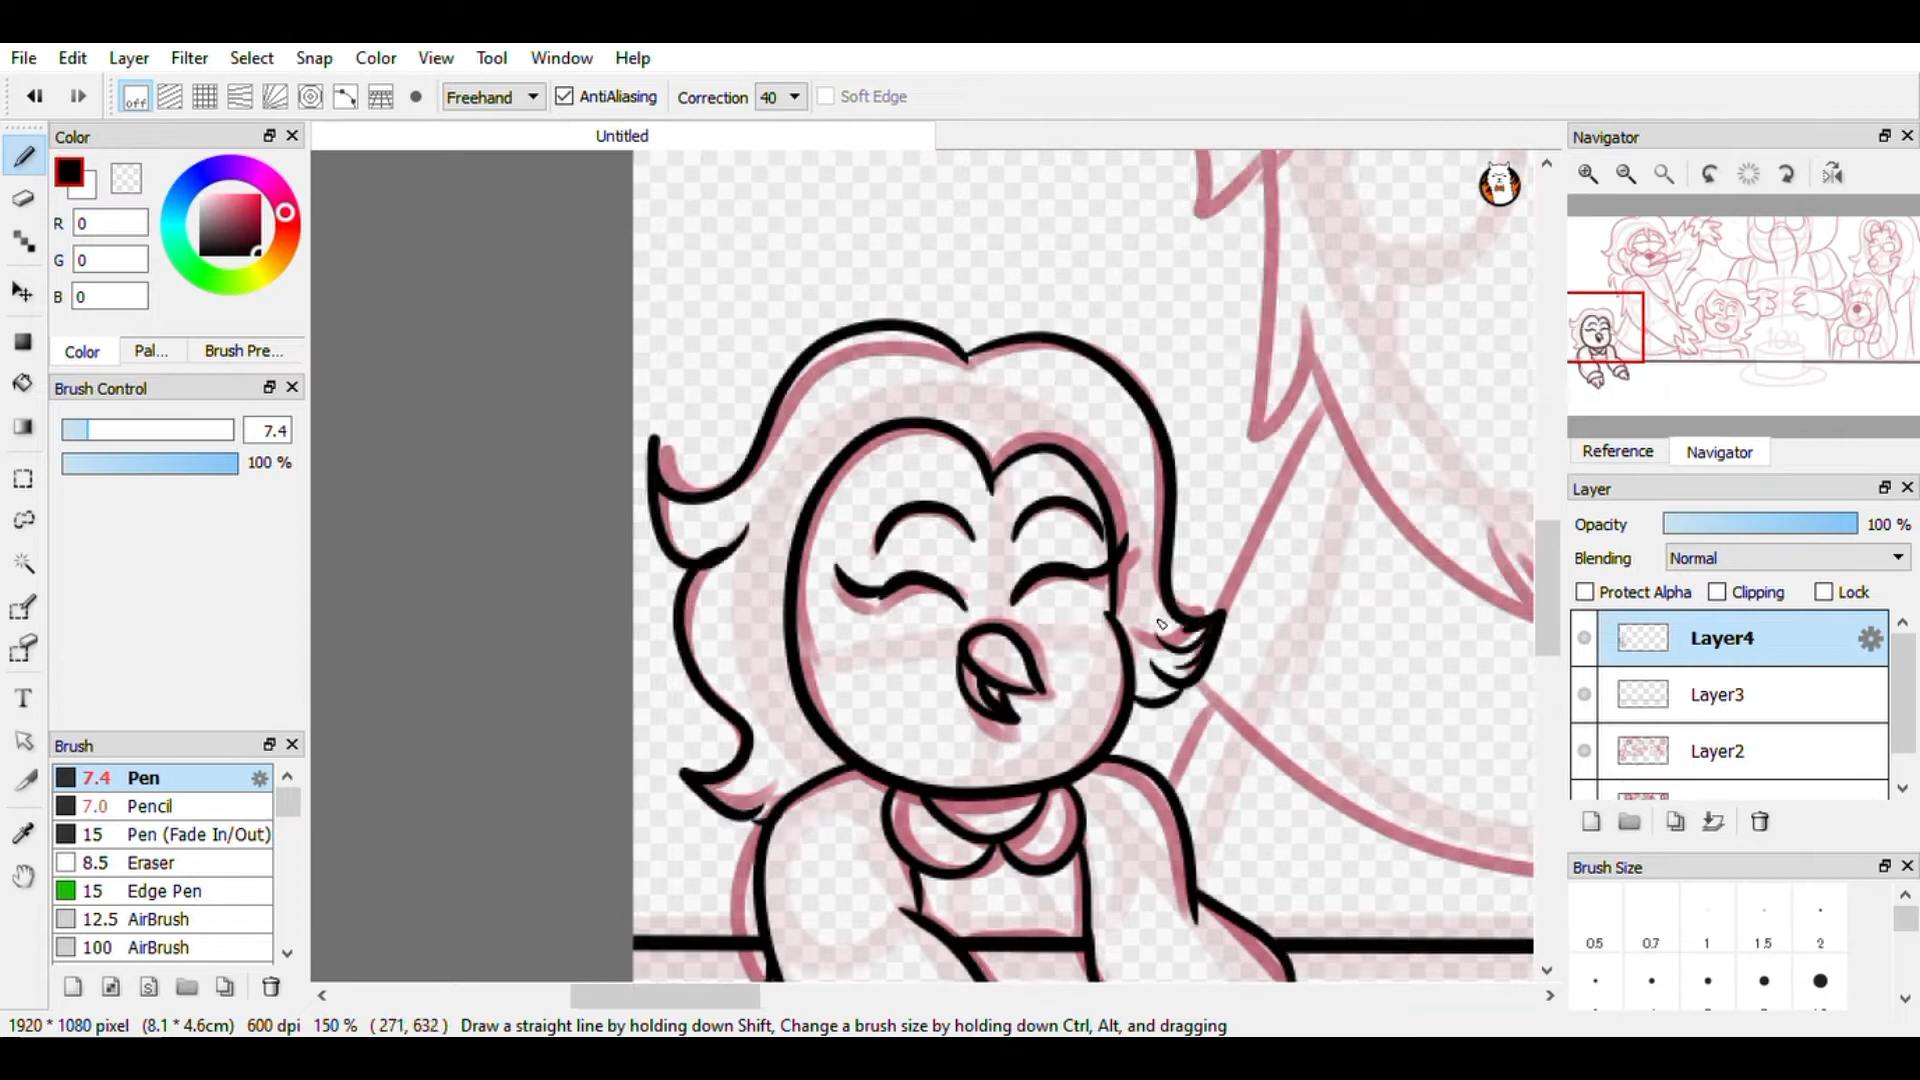 File Edit Layer Filter Select Snap Color View Tool Window Help
off Freehand AntiAliasing Correction 40 Soft Edge
Color
R 0
G 0
B 0
Color Pal... Brush Pre...
Brush Control
7.4
100 %
Brush
7.4 Pen
7.0 Pencil
15 Pen (Fade In/Out)
8.5 Eraser
15 Edge Pen
12.5 AirBrush
100 AirBrush
Untitled
Navigator
100
Reference Navigator
Layer
Opacity 100 %
Blending Normal
Protect Alpha Clipping Lock
Layer4
Layer3
Layer2
Brush Size
0.5 0.7 1 1.5 2
1920 * 1080 pixel (8.1 * 4.6cm) 600 dpi 150 % ( 271, 632 ) Draw a straight line by holding down Shift, Change a brush size by holding down Ctrl, Alt, and dragging